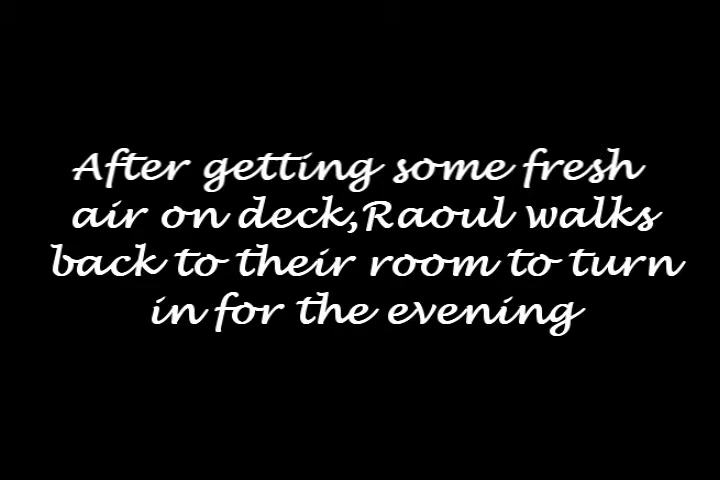 After getting some fresh
air on deck,Raoul walks
back to their room to turn
in for the evening